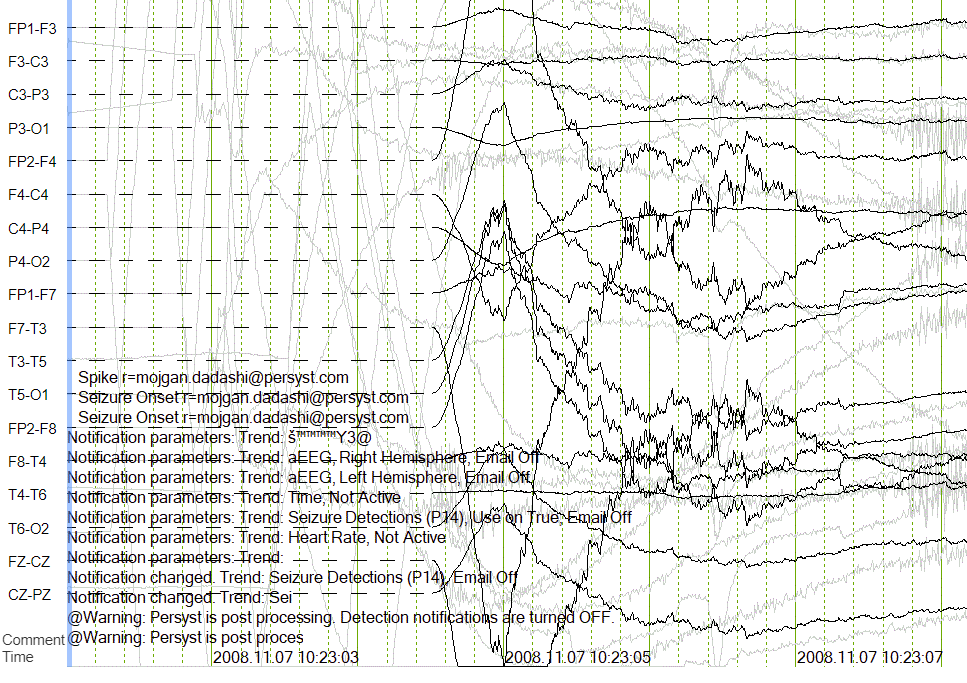 FP1-F3
F3-C3
C3-P3
P3-O1
FP2-F4
F4-C4
C4-P4
P4-O2
FP1-F7
F7-T3
T3-T5
T5-O1
FP2-F8
F8-T4
T4-T6
T6-O2
FZ-CZ
CZ-PZ
Spike r=mojgan.dadashi@persyst.com
Seizure Onset r=mojgan.dadashi@persyst.com
Seizure Onset r=mojgan.dadashi@persyst.com
Notification parameters: Trend: š™™™™Y3@
Notification parameters: Trend: aEEG, Right Hemisphere, Email Off
Notification parameters: Trend: aEEG, Left Hemisphere, Email Off
Notification parameters: Trend: Time, Not Active
Notification parameters: Trend: Seizure Detections (P14), Use on True, Email Off
Notification parameters: Trend: Heart Rate, Not Active
Notification parameters: Trend:
Notification changed. Trend: Seizure Detections (P14), Email Off
Notification changed. Trend: Sei
@Warning: Persyst is post processing. Detection notifications are turned OFF.
Comment @Warning: Persyst is post proces
Time 2008.11.07 10:23:03 2008.11.07 10:23:05 2008.11.07 10:23:07